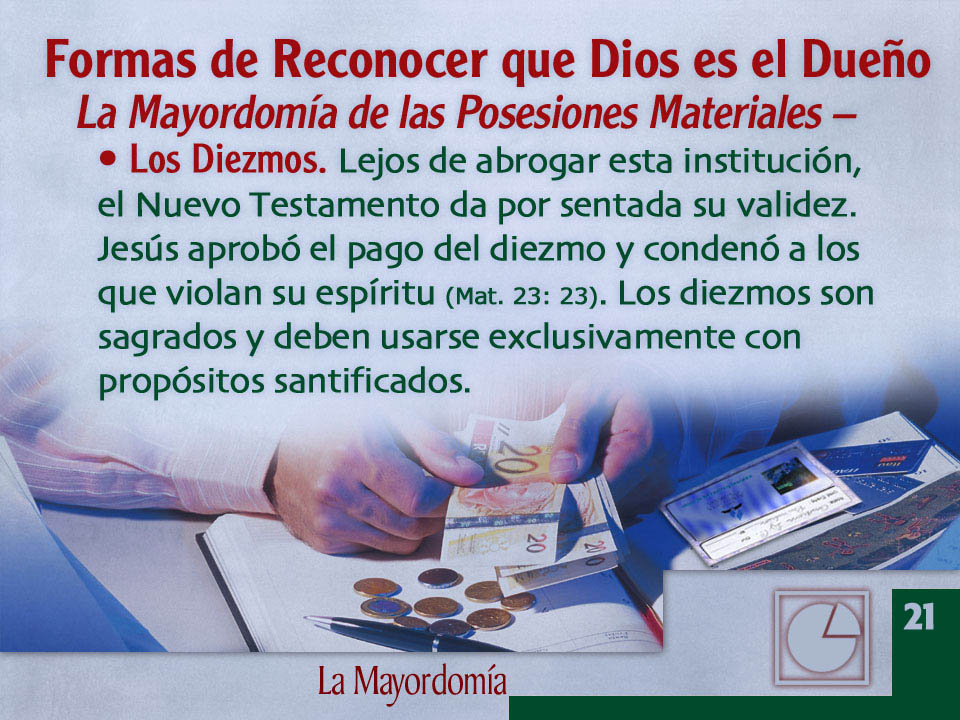 Formas de Reconocer que Dios es el Dueño
La Mayordomía de las Posesiones Materiales –
• Los Diezmos. Lejos de abrogar esta institución,
el Nuevo Testamento da por sentada su validez.
Jesús aprobó el pago del diezmo y condenó a los
que violan su espíritu (Mat. 23: 23). Los diezmos son
sagrados y deben usarse exclusivamente con
propósitos santificados.
20
20
20
21
La Mayordomía